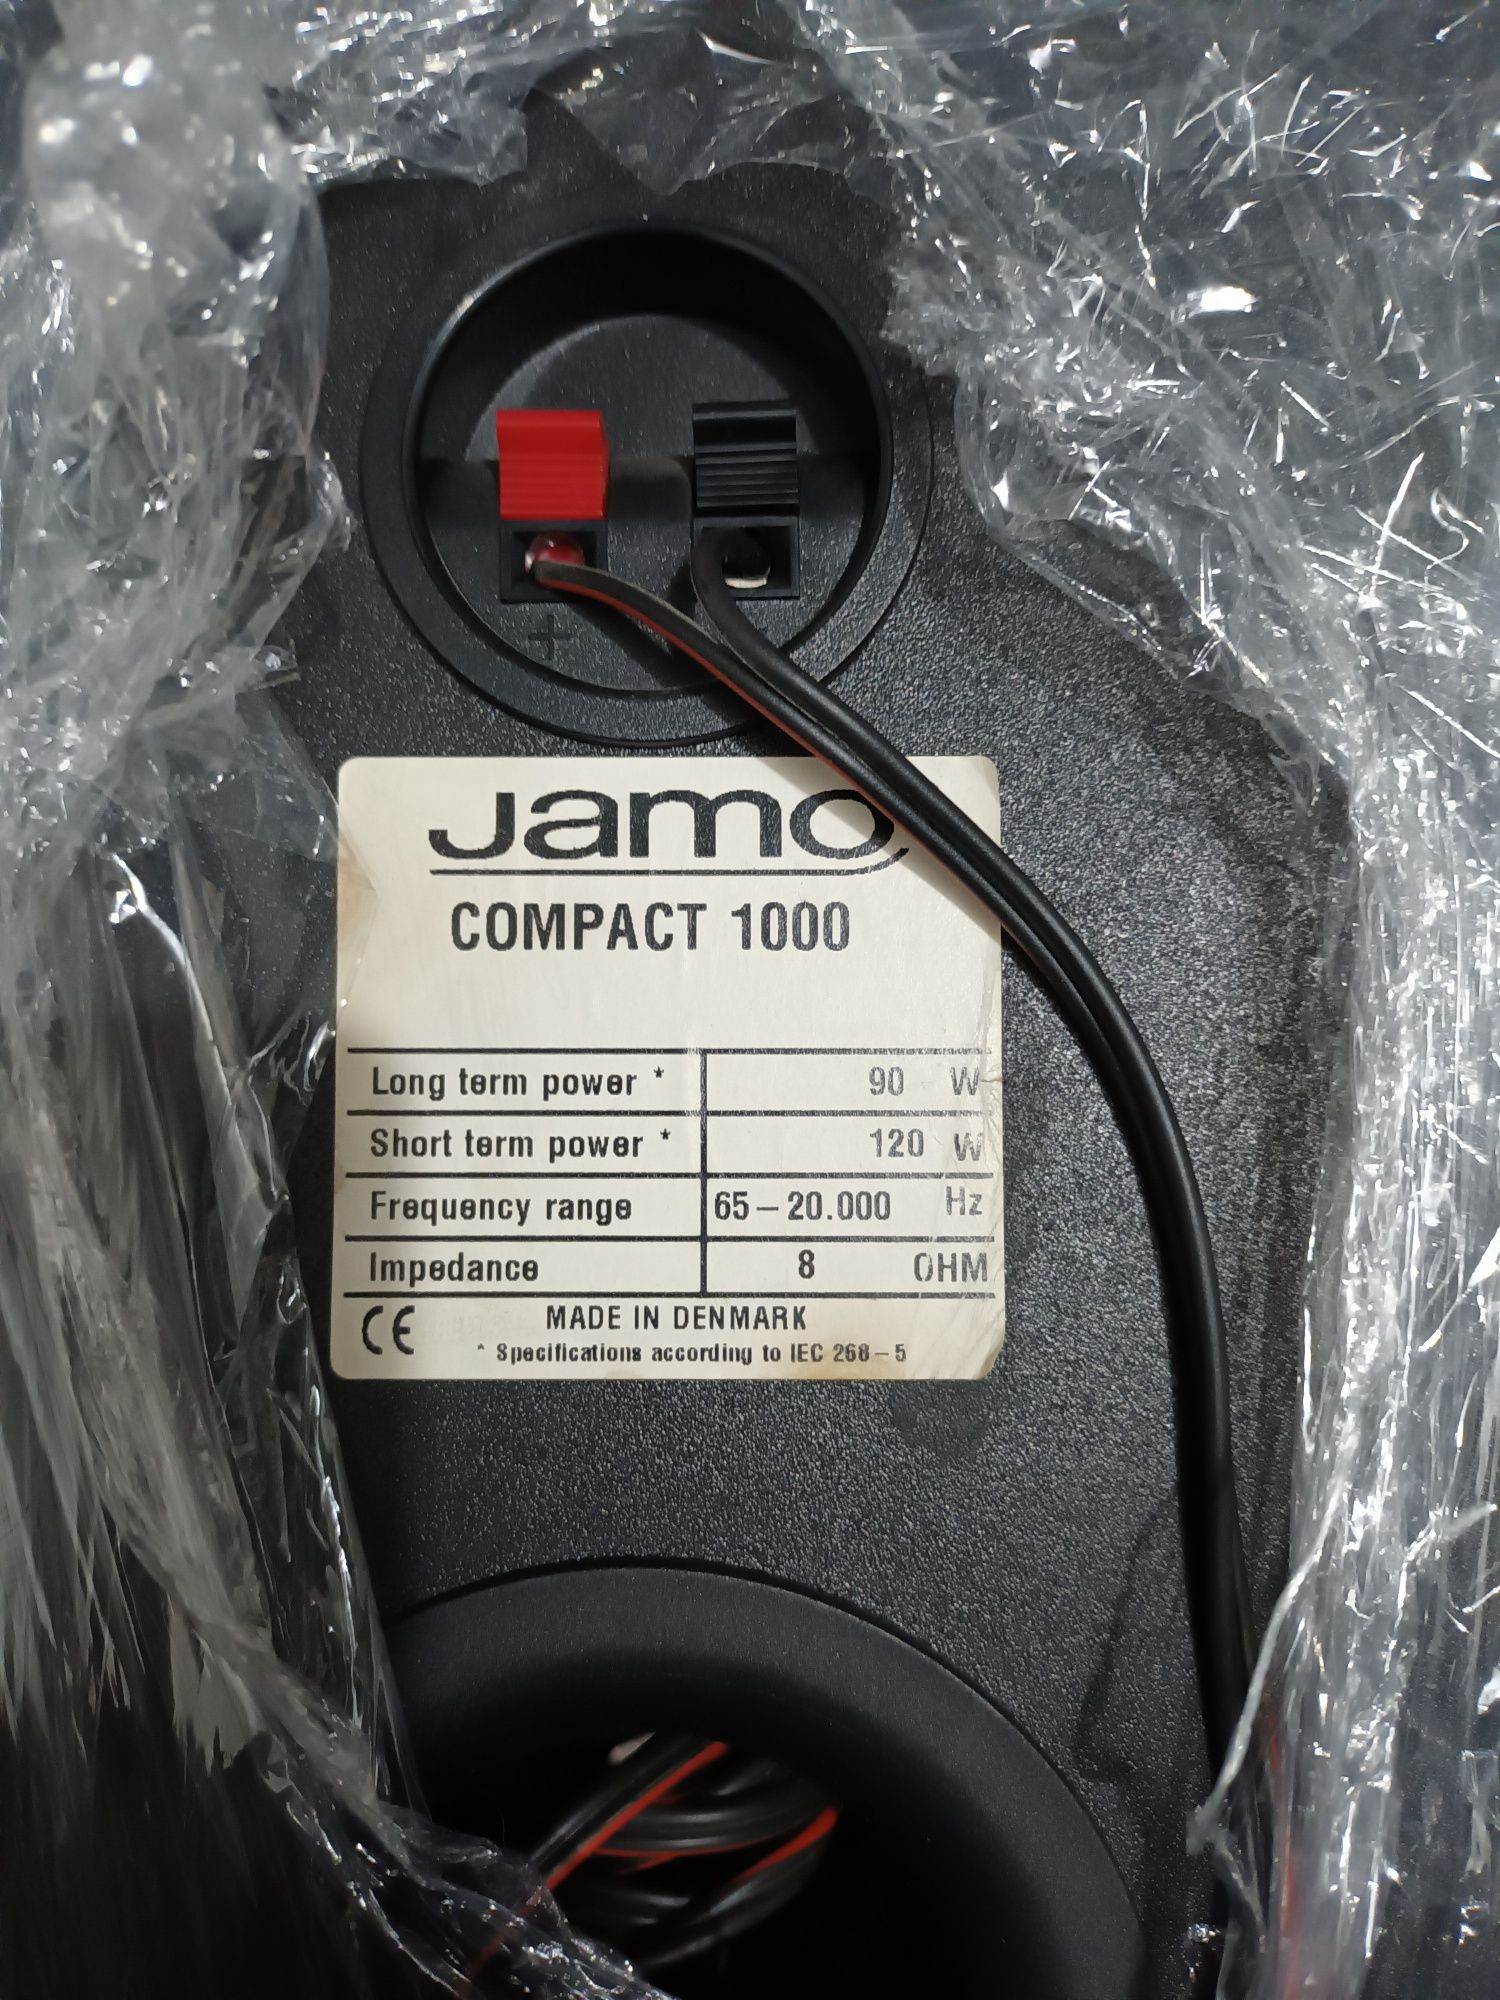 +
Jamo
COMPACT 1000
Long term power * 90 W
Short term power * 120 W
Frequency range 65–20.000 Hz
Impedance 8 OHM
CE MADE IN DENMARK
* Specifications according to IEC 268–5